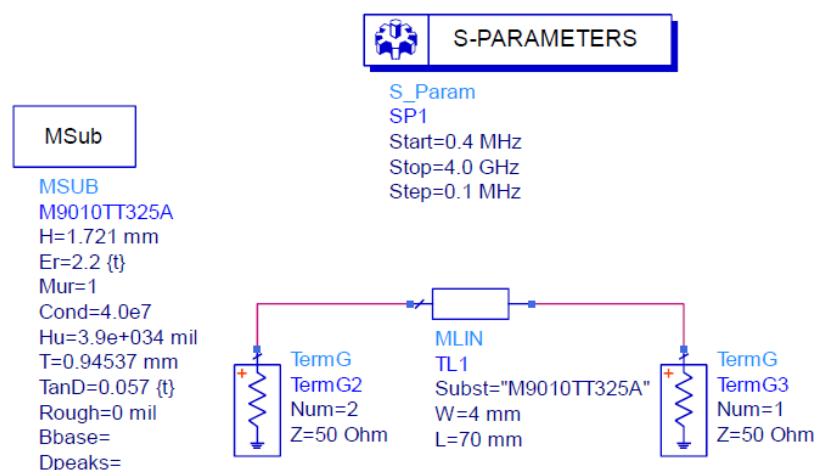 S-PARAMETERS
S_Param
SP1
Start=0.4 MHz
Stop=4.0 GHz
Step=0.1 MHz
MSub
MSUB
M9010TT325A
H=1.721 mm
Er=2.2 {t}
Mur=1
Cond=4.0e7
Hu=3.9e+034 mil
T=0.94537 mm
TanD=0.057 {t}
Rough=0 mil
Bbase=
Dpeaks=
+
TermG
TermG2
Num=2
Z=50 Ohm
MLIN
TL1
Subst="M9010TT325A"
W=4 mm
L=70 mm
+
TermG
TermG3
Num=1
Z=50 Ohm